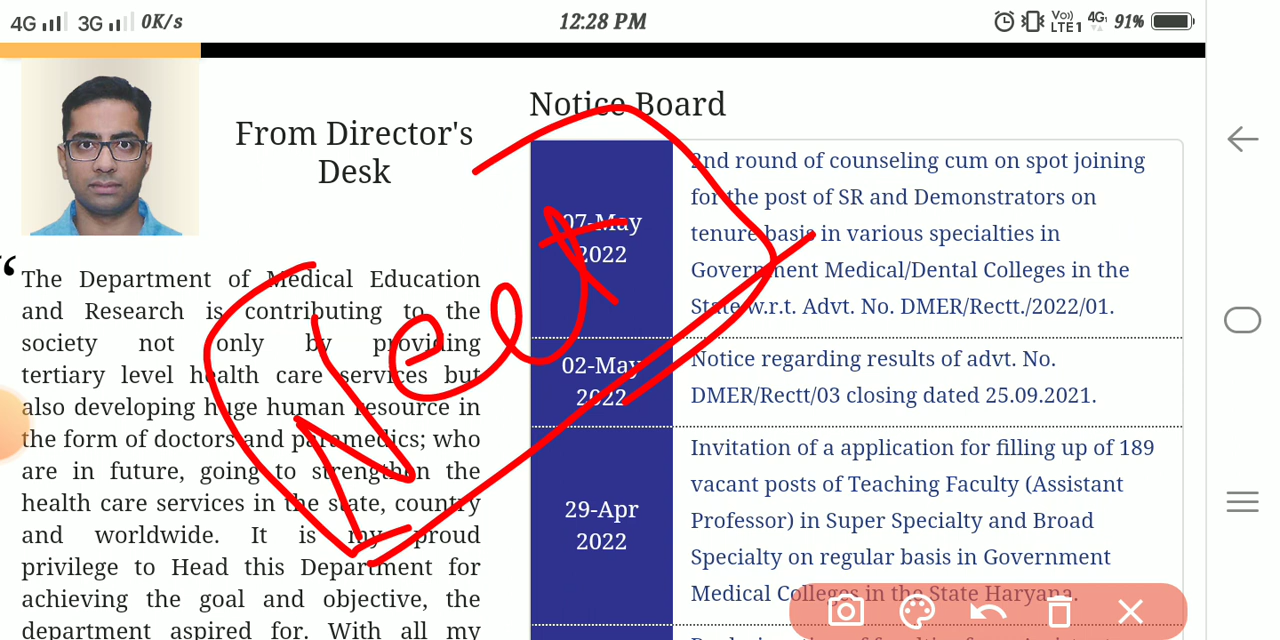 4G 3G 0K/s 12:28 PM Vo)) LTE1 4G 91%
From Director's
Desk
“
The Department of Medical Education
and Research is contributing to the
society not only by providing
tertiary level health care services but
also developing huge human resource in
the form of doctors and paramedics; who
are in future, going to strengthen the
health care services in the state, country
and worldwide. It is my proud
privilege to Head this Department for
achieving the goal and objective, the
department aspired for. With all my
Notice Board
07-May
2022
2nd round of counseling cum on spot joining
for the post of SR and Demonstrators on
tenure basis in various specialties in
Government Medical/Dental Colleges in the
State w.r.t. Advt. No. DMER/Rectt./2022/01.
02-May
2022
Notice regarding results of advt. No.
DMER/Rectt/03 closing dated 25.09.2021.
29-Apr
2022
Invitation of a application for filling up of 189
vacant posts of Teaching Faculty (Assistant
Professor) in Super Specialty and Broad
Specialty on regular basis in Government
Medical Colleges in the State Haryana.
Neet